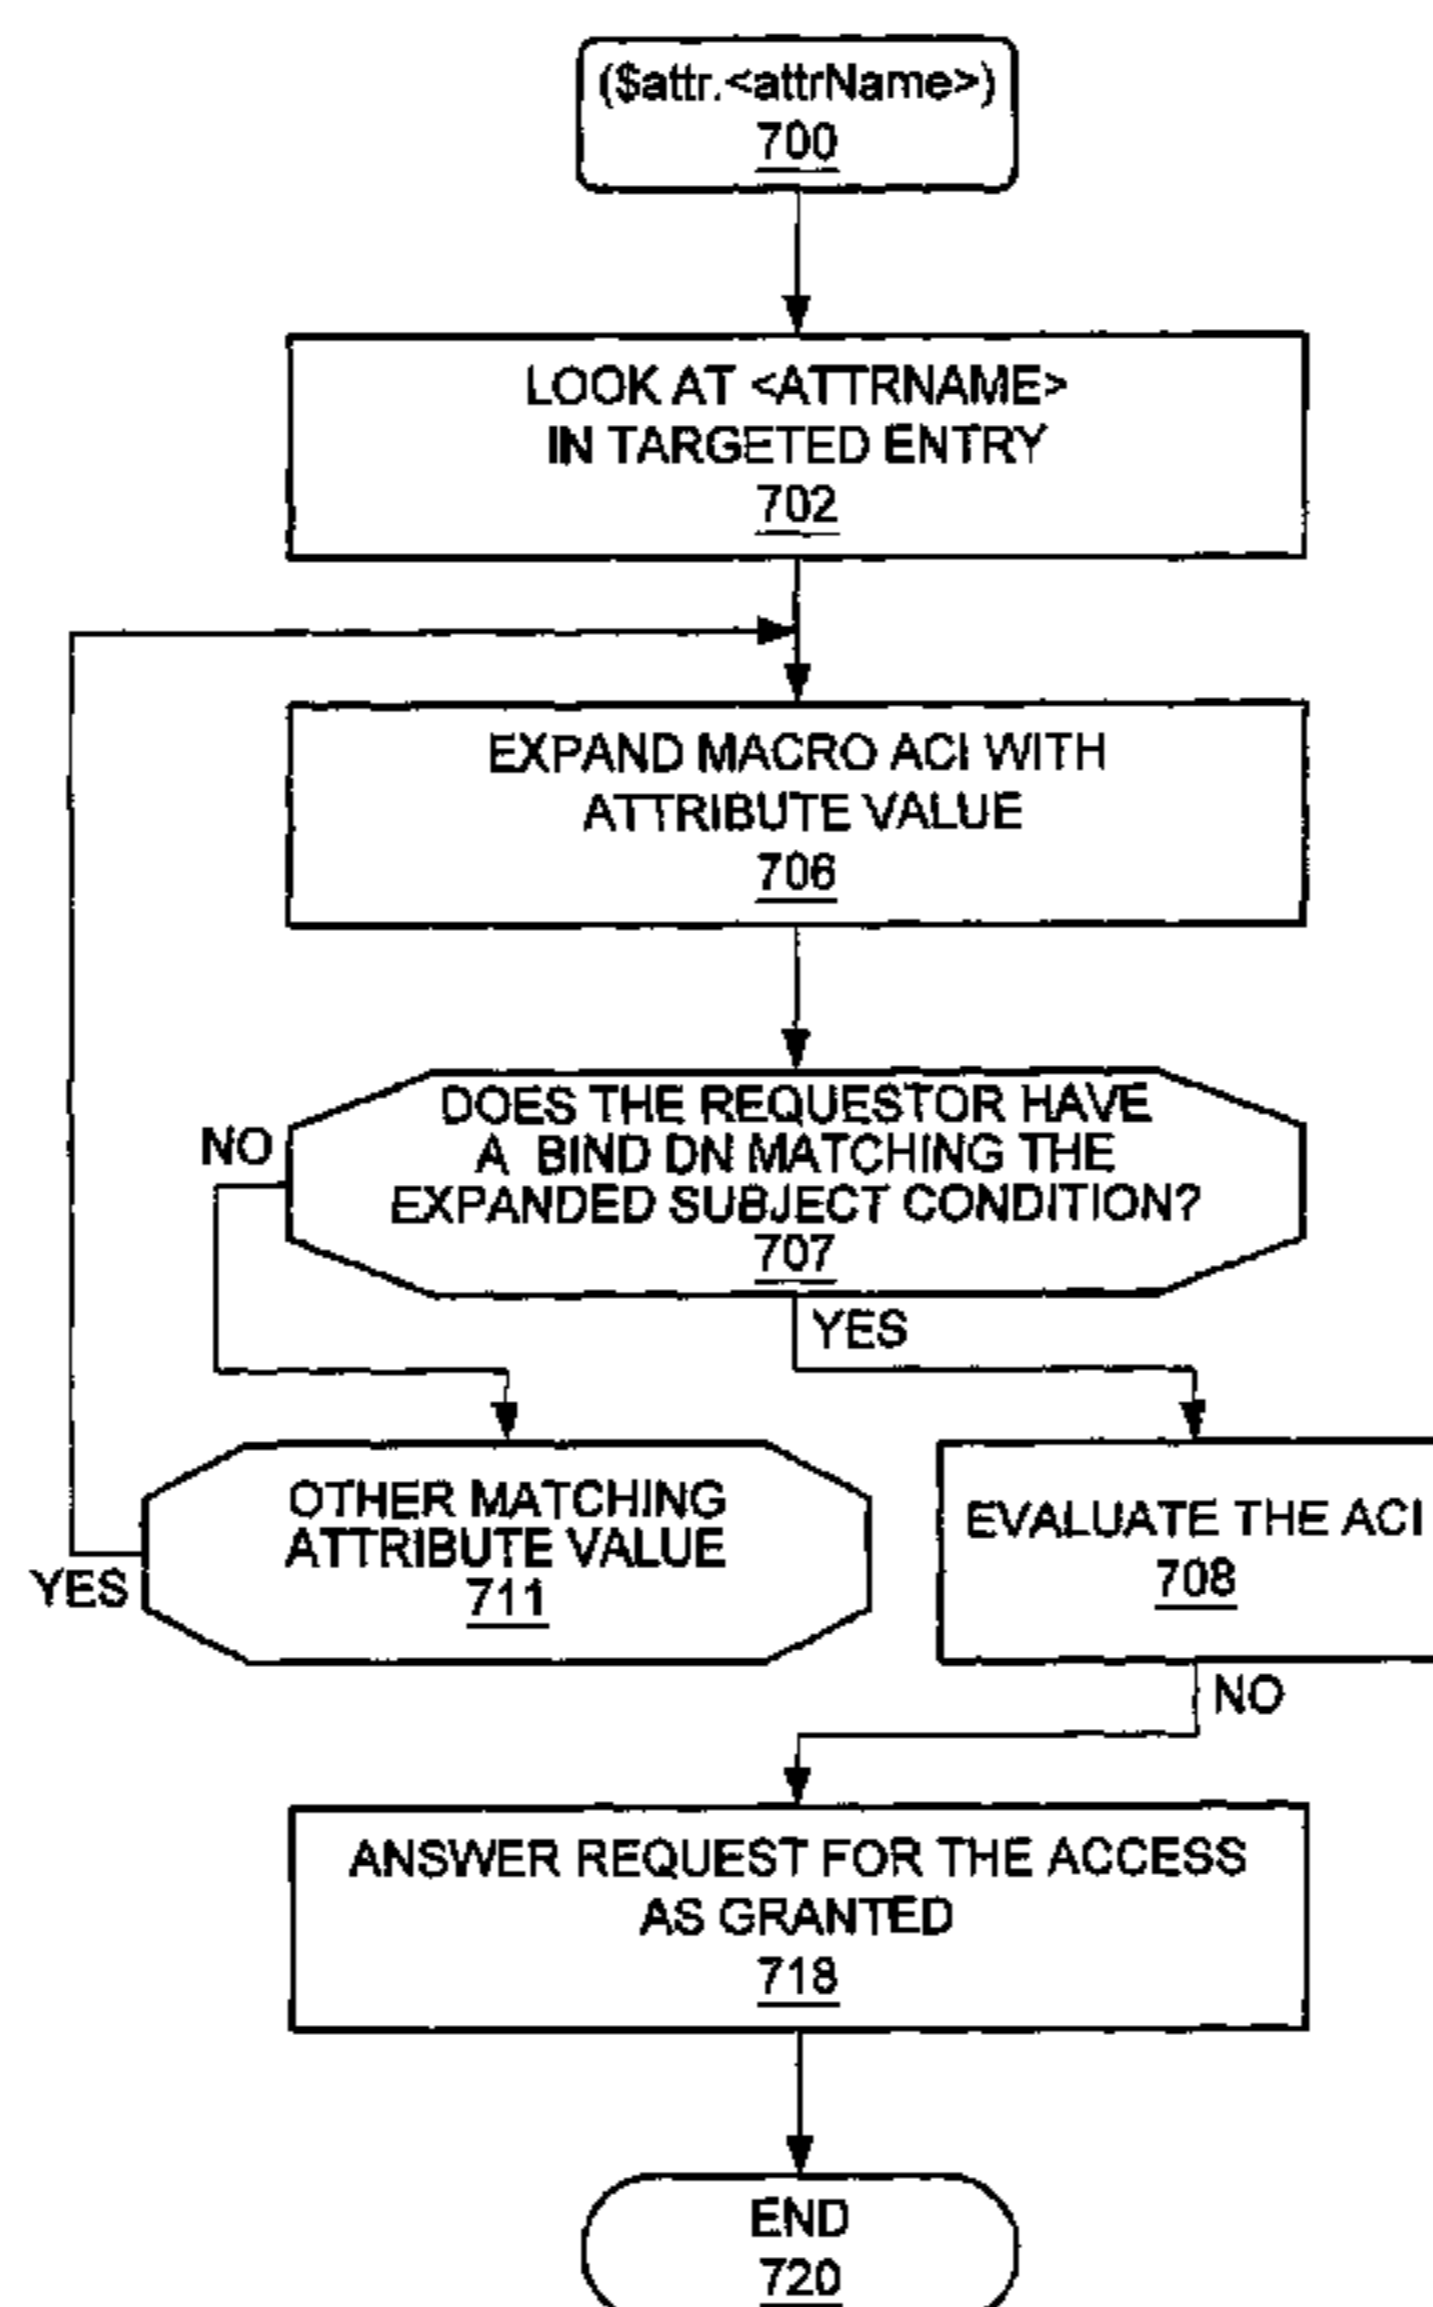 ($attr.<attrName>)
700
LOOK AT <ATTRNAME>
IN TARGETED ENTRY
702
EXPAND MACRO ACI WITH
ATTRIBUTE VALUE
706
DOES THE REQUESTOR HAVE
A BIND DN MATCHING THE
EXPANDED SUBJECT CONDITION?
707
NO
YES
OTHER MATCHING
ATTRIBUTE VALUE
711
YES
EVALUATE THE ACI
708
NO
ANSWER REQUEST FOR THE ACCESS
AS GRANTED
718
END
720